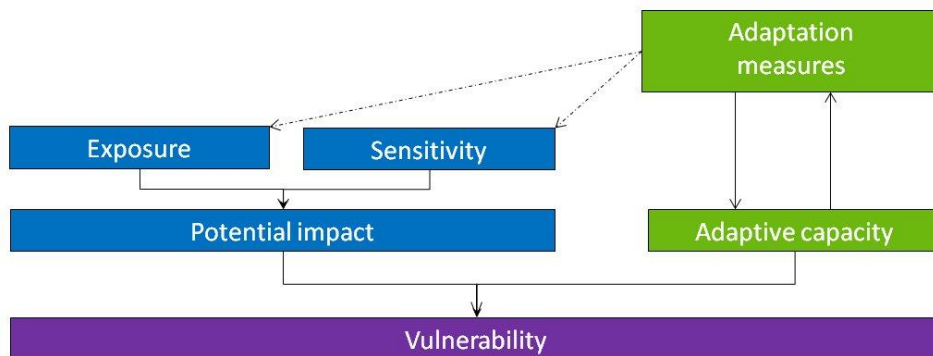 Adaptation
measures
Exposure
Sensitivity
Potential impact
Adaptive capacity
Vulnerability